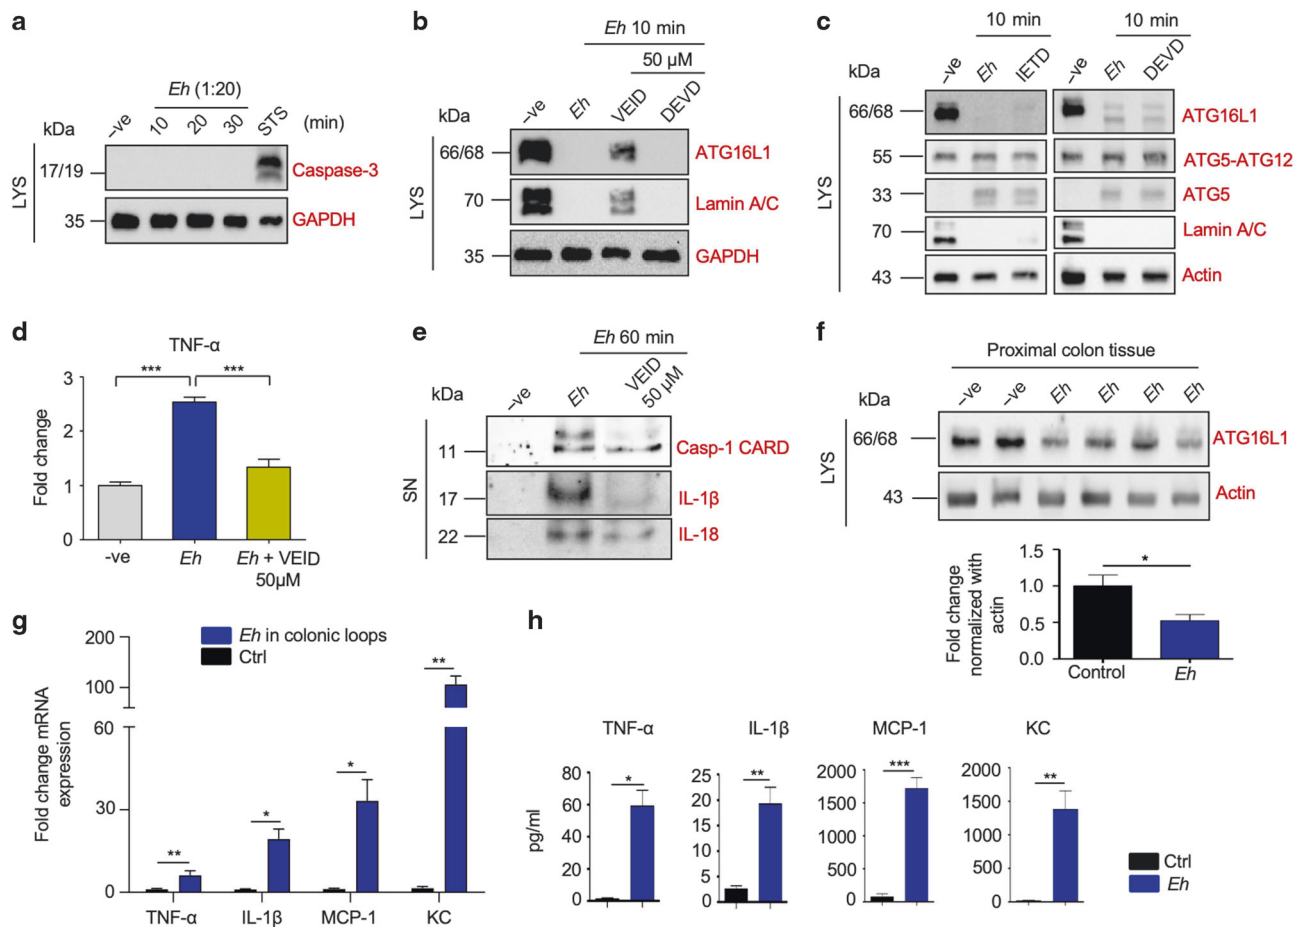 a
Eh (1:20)
kDa
–ve
10
20
30
STS
(min)
17/19
Caspase-3
35
GAPDH
LYS
b
Eh 10 min
50 µM
kDa
–ve
Eh
VEID
DEVD
66/68
ATG16L1
70
Lamin A/C
35
GAPDH
LYS
c
10 min
10 min
kDa
–ve
Eh
IETD
–ve
Eh
DEVD
66/68
ATG16L1
55
ATG5-ATG12
33
ATG5
70
Lamin A/C
43
Actin
LYS
d
TNF-α
***
***
3
2
1
0
Fold change
-ve
Eh
Eh + VEID
50µM
e
Eh 60 min
kDa
–ve
Eh
VEID
50 µM
11
Casp-1 CARD
17
IL-1β
22
IL-18
SN
f
Proximal colon tissue
kDa
–ve
–ve
Eh
Eh
Eh
Eh
66/68
ATG16L1
43
Actin
LYS
*
1.5
1.0
0.5
0.0
Fold change
normalized with
actin
Control
Eh
g
Eh in colonic loops
Ctrl
200
100
60
30
0
Fold change mRNA
expression
**
*
*
**
TNF-α
IL-1β
MCP-1
KC
h
TNF-α
IL-1β
MCP-1
KC
pg/ml
80
60
40
20
0
*
25
20
15
10
5
0
**
2000
1500
1000
500
0
***
2000
1500
1000
500
0
**
Ctrl
Eh